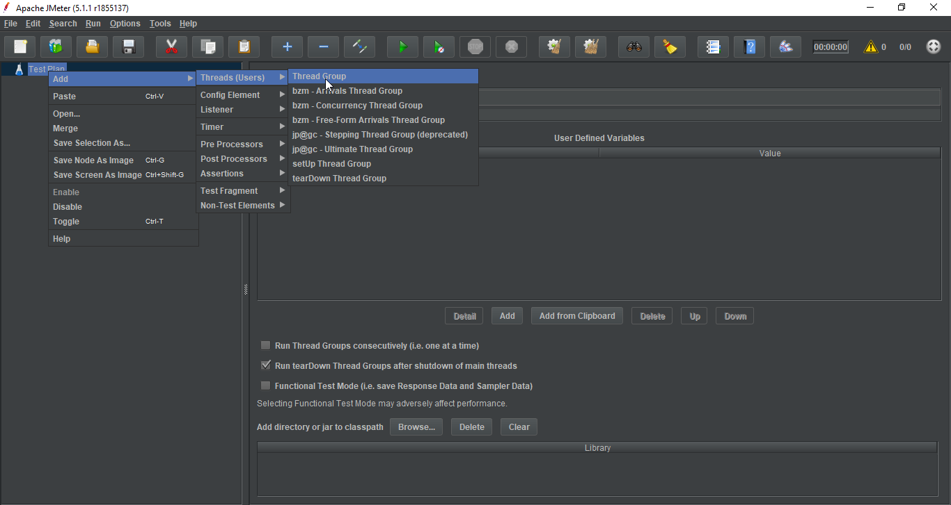 Apache JMeter (5.1.1 r1855137)
File Edit Search Run Options Tools Help
00:00:00 0 0/0
Test Plan
Add
Paste Ctrl-V
Open...
Merge
Save Selection As...
Save Node As Image Ctrl-G
Save Screen As Image Ctrl+Shift-G
Enable
Disable
Toggle Ctrl-T
Help
Threads (Users)
Config Element
Listener
Timer
Pre Processors
Post Processors
Assertions
Test Fragment
Non-Test Elements
Thread Group
bzm - Arrivals Thread Group
bzm - Concurrency Thread Group
bzm - Free-Form Arrivals Thread Group
jp@gc - Stepping Thread Group (deprecated)
jp@gc - Ultimate Thread Group
setUp Thread Group
tearDown Thread Group
User Defined Variables
Value
Detail Add Add from Clipboard Delete Up Down
Run Thread Groups consecutively (i.e. one at a time)
Run tearDown Thread Groups after shutdown of main threads
Functional Test Mode (i.e. save Response Data and Sampler Data)
Selecting Functional Test Mode may adversely affect performance.
Add directory or jar to classpath Browse... Delete Clear
Library